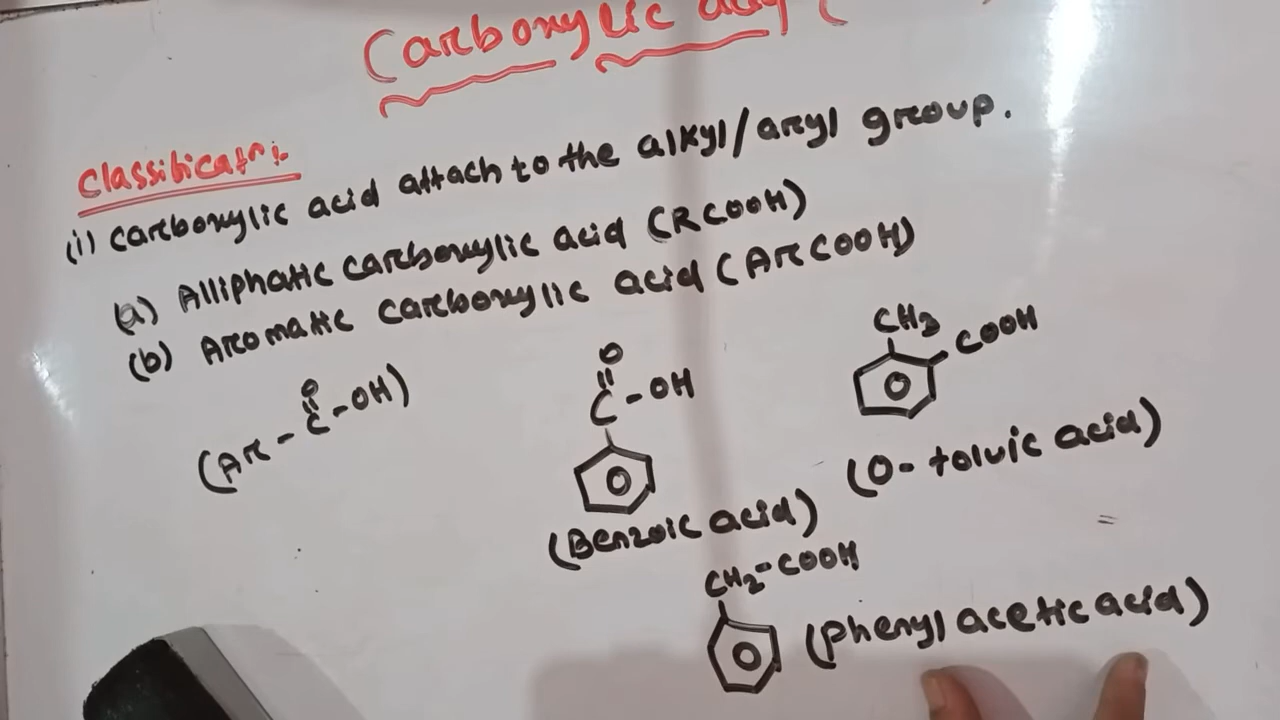 Carboxylic acid (
Classificatn:
(i) carboxylic acid attach to the alkyl/aryl group.
(a) Alliphatic carboxylic acid (RCOOH)
(b) Aromatic carboxylic acid (ArCOOH)
(Ar-C-OH)
O
O
C-OH
(Benzoic acid)
CH3
COOH
(O-toluic acid)
CH2-COOH
(Phenyl acetic acid)